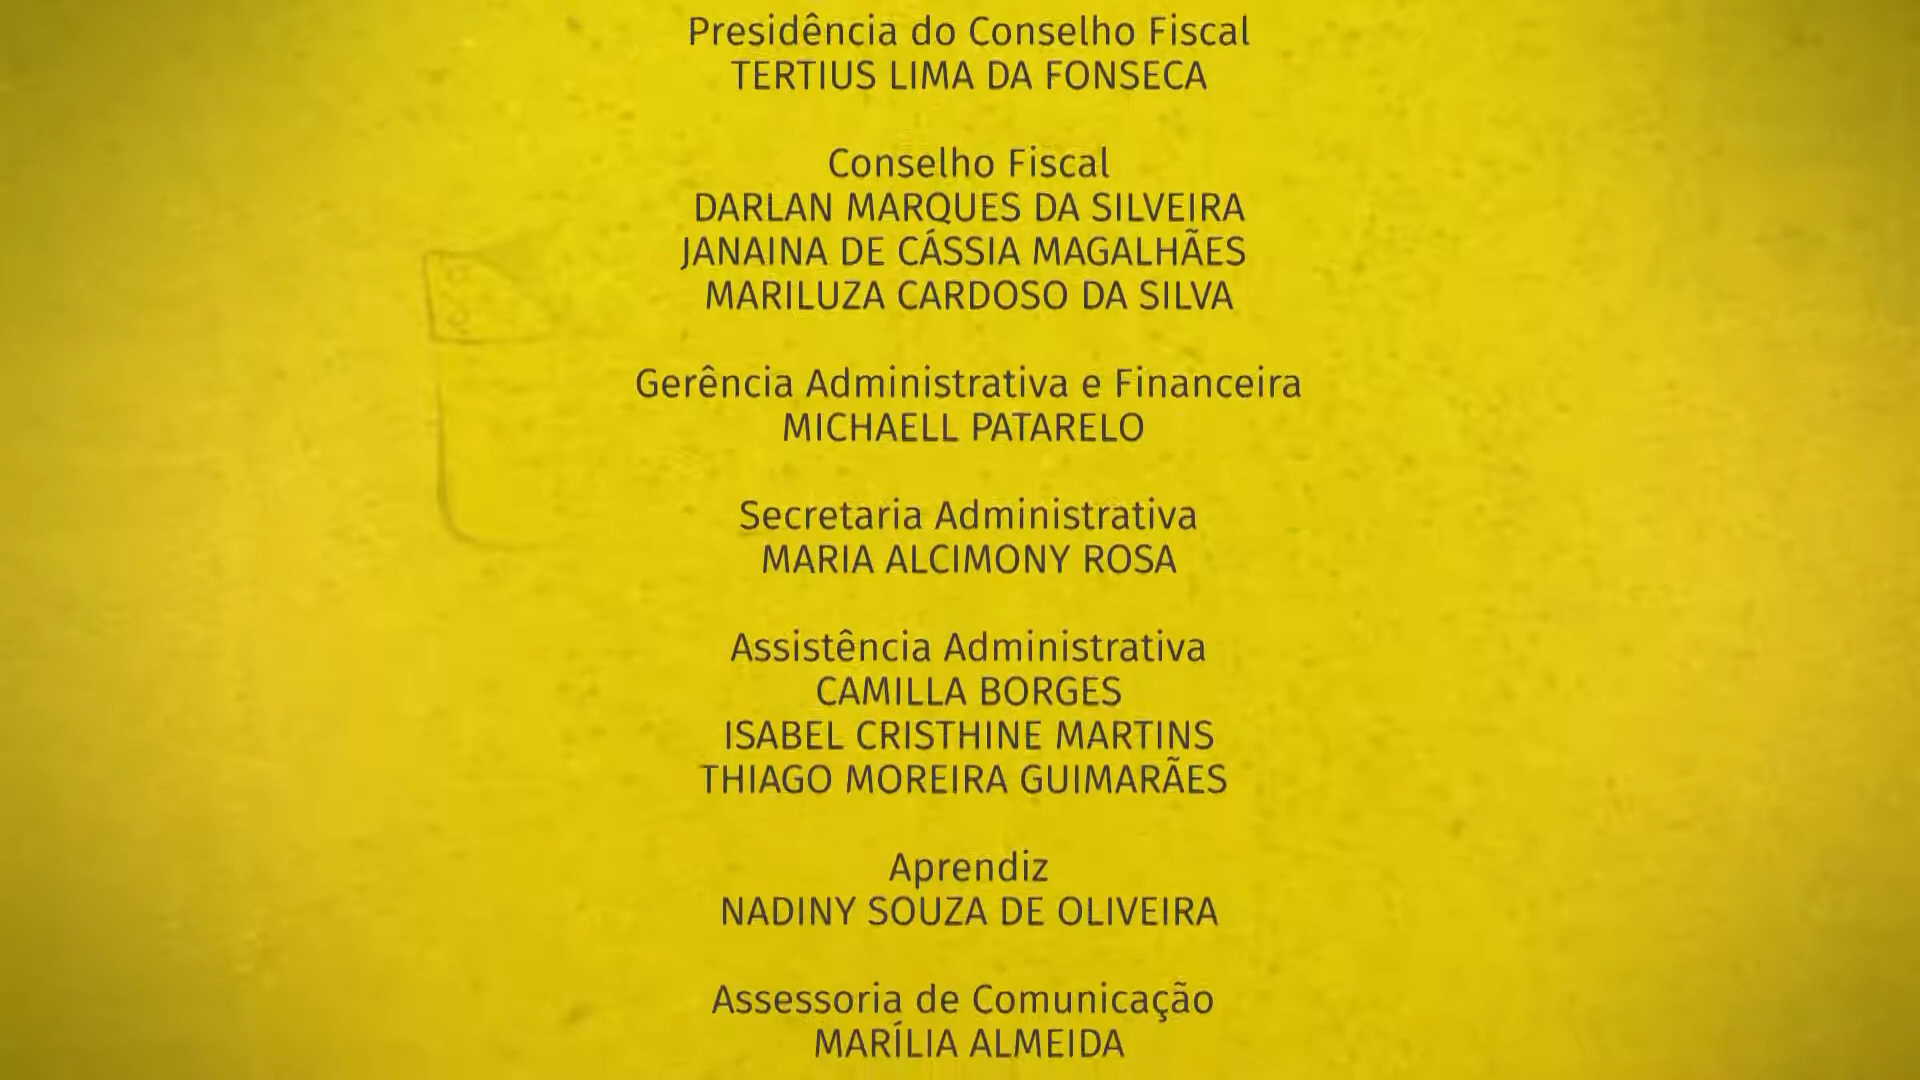 Presidência do Conselho Fiscal
TERTIUS LIMA DA FONSECA
Conselho Fiscal
DARLAN MARQUES DA SILVEIRA
JANAINA DE CÁSSIA MAGALHÃES
MARILUZA CARDOSO DA SILVA
Gerência Administrativa e Financeira
MICHAELL PATARELO
Secretaria Administrativa
MARIA ALCIMONY ROSA
Assistência Administrativa
CAMILLA BORGES
ISABEL CRISTHINE MARTINS
THIAGO MOREIRA GUIMARÃES
Aprendiz
NADINY SOUZA DE OLIVEIRA
Assessoria de Comunicação
MARÍLIA ALMEIDA